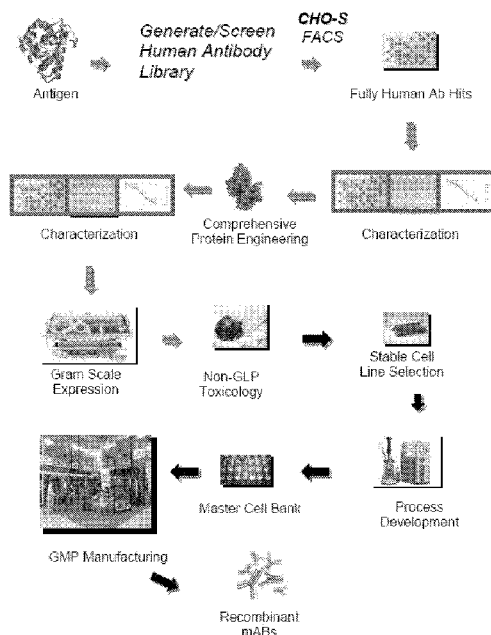 Antigen
Generate/Screen
Human Antibody
Library
CHO-S
FACS
Fully Human Ab Hits
Characterization
Comprehensive
Protein Engineering
Characterization
Gram Scale
Expression
Non-GLP
Toxicology
Stable Cell
Line Selection
GMP Manufacturing
Master Cell Bank
Process
Development
Recombinant
mABs